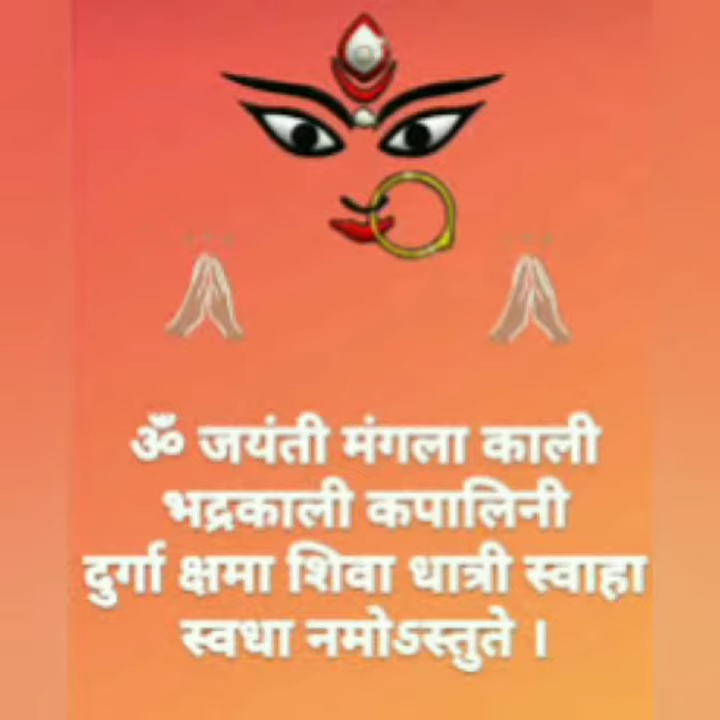 ॐ जयंती मंगला काली
भद्रकाली कपालिनी
दुर्गा क्षमा शिवा धात्री स्वाहा
स्वधा नमोऽस्तुते ।